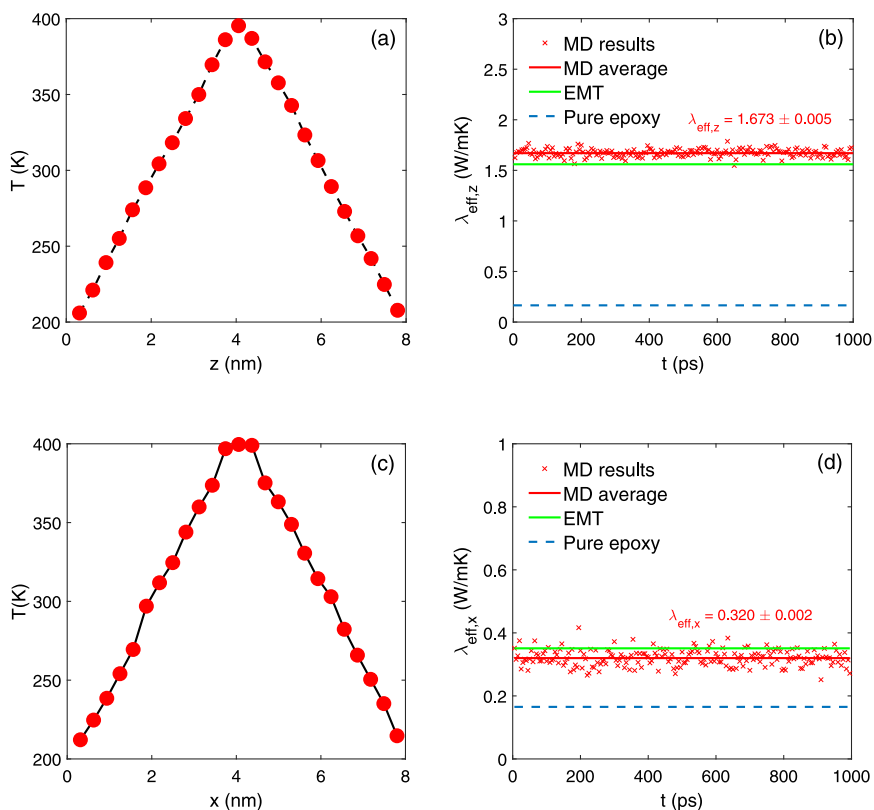 (a)
T (K)
400
350
300
250
200
0 2 4 6 8
z (nm)
(b)
λeff,z (W/mK)
3
2.5
2
1.5
1
0.5
0
MD results
MD average
EMT
Pure epoxy
λeff,z = 1.673 ± 0.005
0 200 400 600 800 1000
t (ps)
(c)
T(K)
400
350
300
250
200
0 2 4 6 8
x (nm)
(d)
λeff,x (W/mK)
1
0.8
0.6
0.4
0.2
0
MD results
MD average
EMT
Pure epoxy
λeff,x = 0.320 ± 0.002
0 200 400 600 800 1000
t (ps)